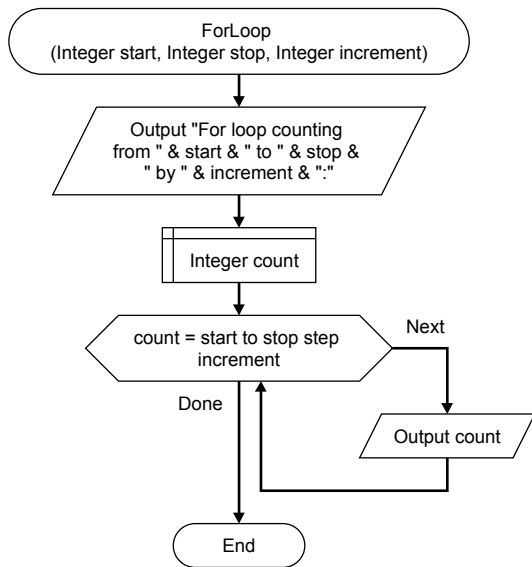 ForLoop
(Integer start, Integer stop, Integer increment)
Output "For loop counting
from " & start & " to " & stop &
" by " & increment & ":"
Integer count
count = start to stop step
increment
Next
Done
Output count
End